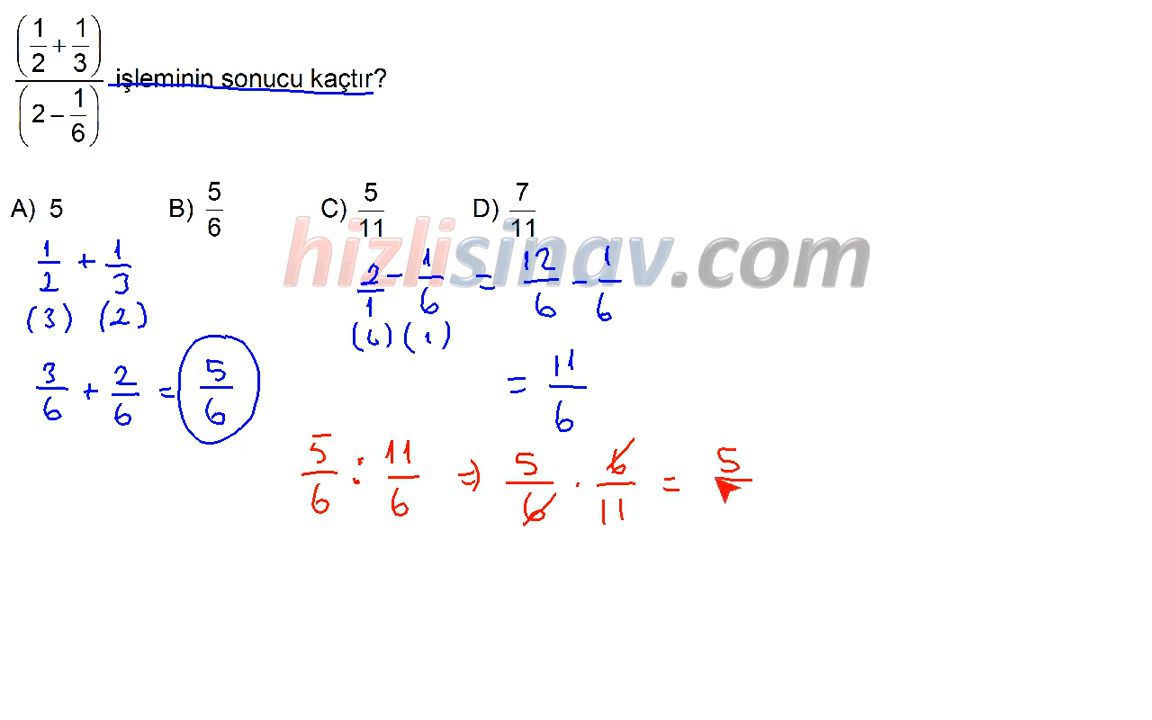 (1/2 + 1/3) / (2 − 1/6) işleminin sonucu kaçtır?
A) 5 B) 5/6 C) 5/11 D) 7/11
hizlisinav.com
1/2 + 1/3 2/1 − 1/6 = 12/6 − 1/6
(3) (2) (6) (1)
3/6 + 2/6 = 5/6 = 11/6
5/6 : 11/6 ⇒ 5/6 · 6/11 = 5/